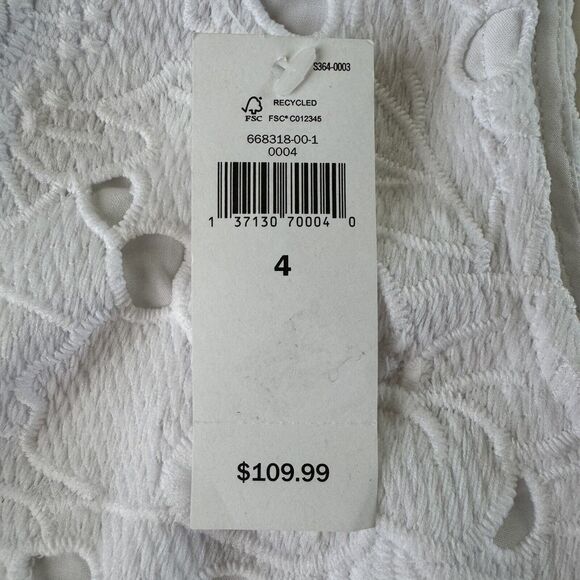 S364-0003
RECYCLED
FSC FSC® C012345
668318-00-1
0004
1 37130 70004 0
4
$109.99